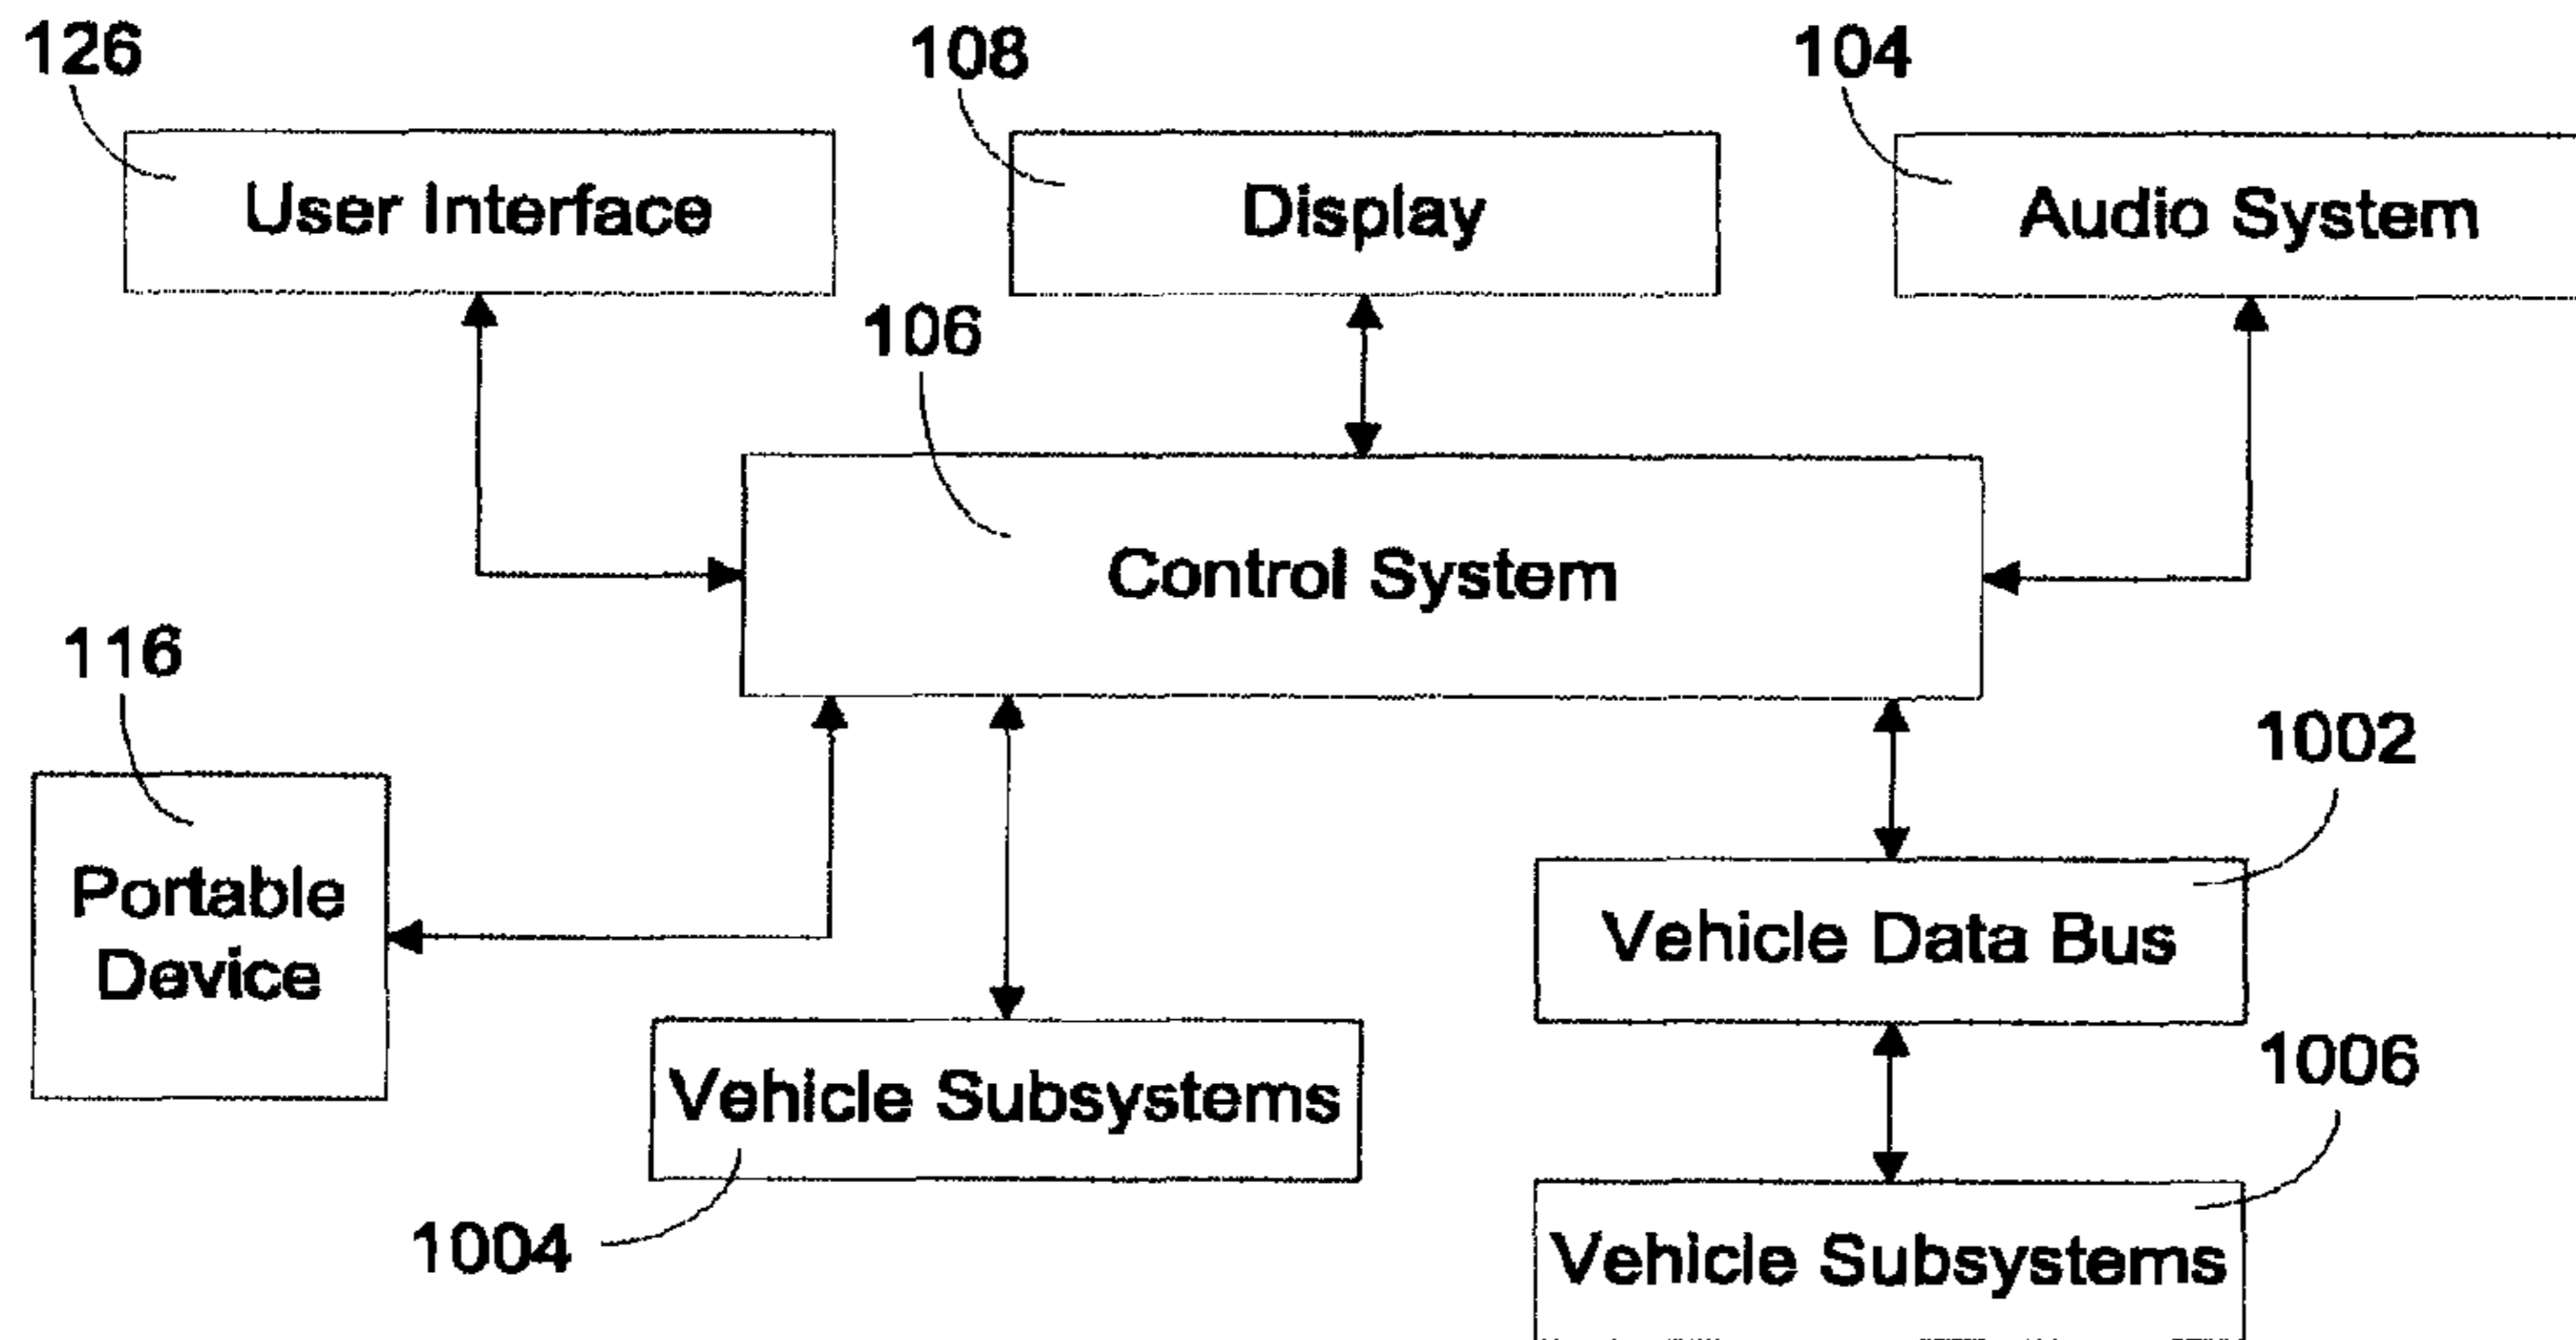 126
108
104
User Interface
Display
Audio System
106
Control System
116
1002
Portable
Device
Vehicle Data Bus
1006
Vehicle Subsystems
1004
Vehicle Subsystems